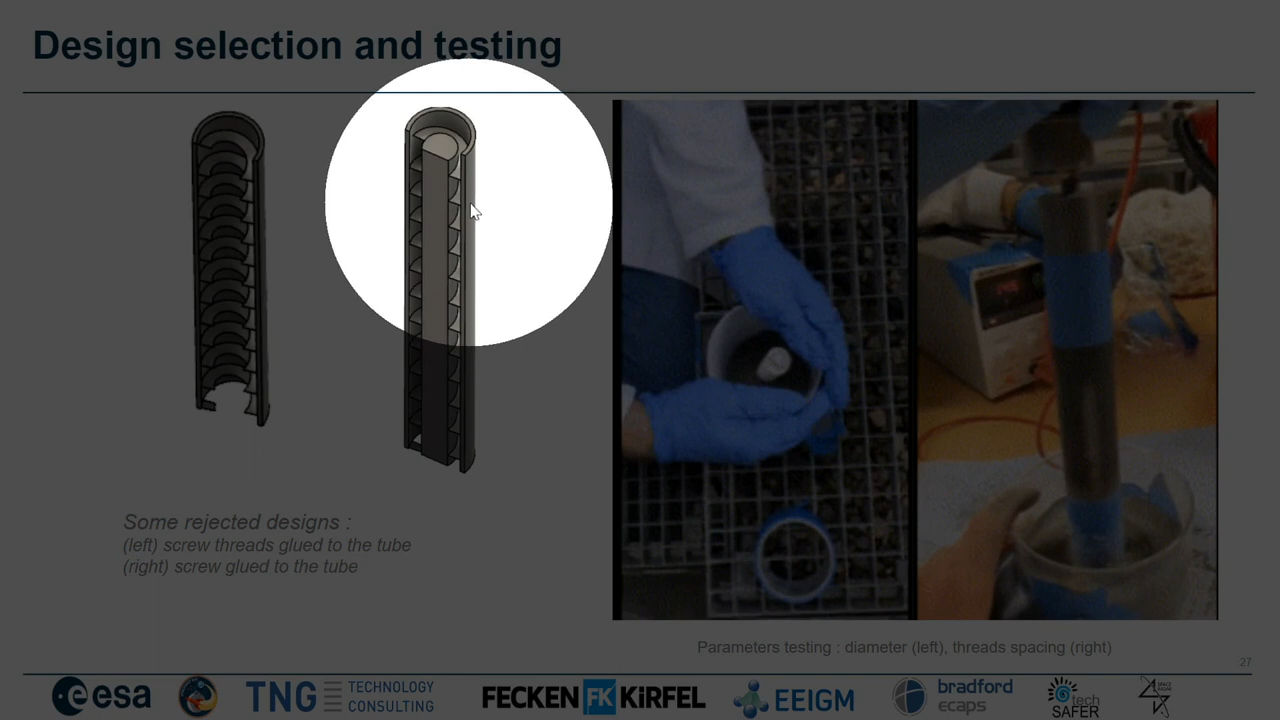 Design selection and testing
Some rejected designs :
(left) screw threads glued to the tube
(right) screw glued to the tube
Parameters testing : diameter (left), threads spacing (right)
27
esa
TNG TECHNOLOGY CONSULTING
FECKEN FK KiRFEL
EEIGM
bradford ecaps
tech SAFER